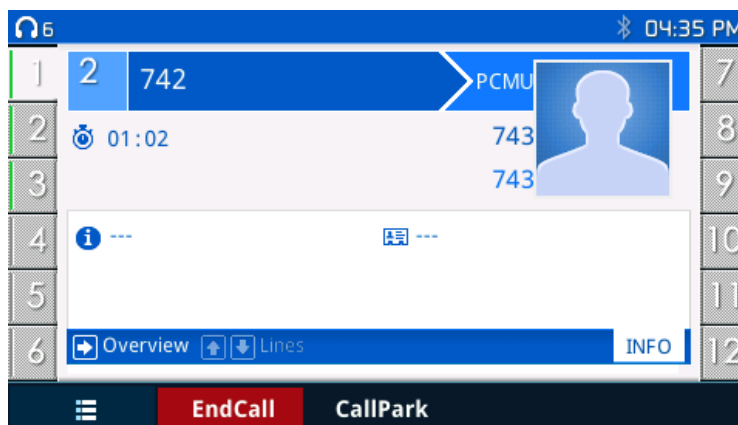 6 04:35 PM
1 2 742 PCMU 7
2 01:02 743 8
3 743 9
4 --- --- 10
5 11
6 Overview Lines INFO 12
EndCall CallPark